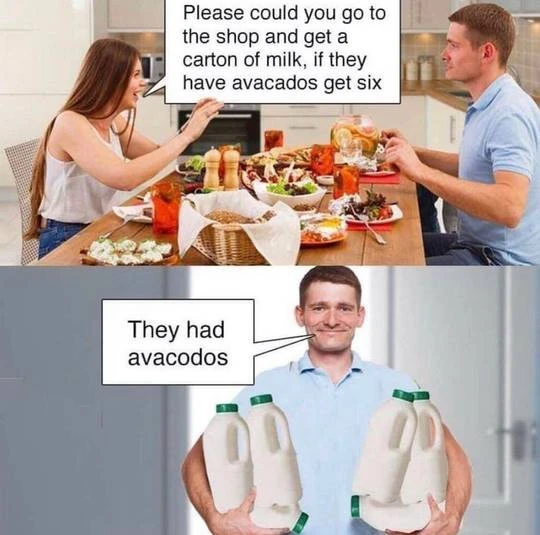 Please could you go to
the shop and get a
carton of milk, if they
have avacados get six
They had
avacodos